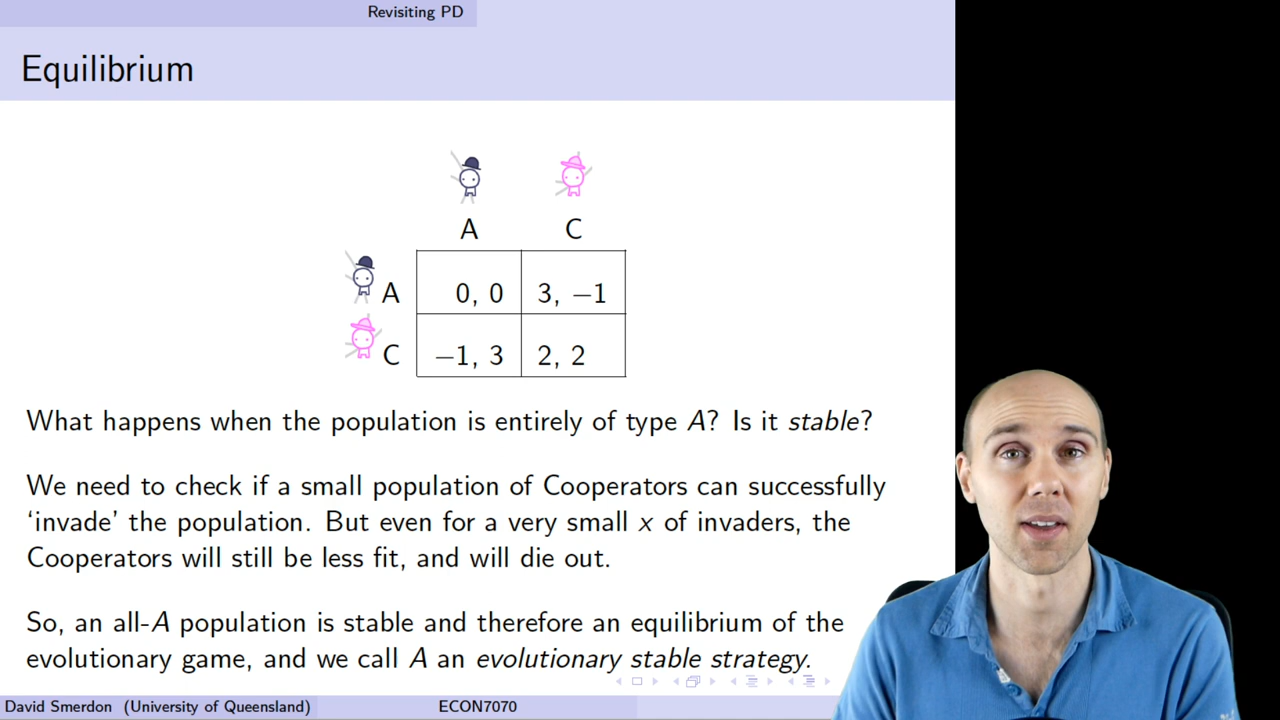 Revisiting PD
Equilibrium
A C
A 0, 0 3, −1
C −1, 3 2, 2
What happens when the population is entirely of type A? Is it stable?
We need to check if a small population of Cooperators can successfully
‘invade’ the population. But even for a very small x of invaders, the
Cooperators will still be less fit, and will die out.
So, an all-A population is stable and therefore an equilibrium of the
evolutionary game, and we call A an evolutionary stable strategy.
David Smerdon (University of Queensland) ECON7070